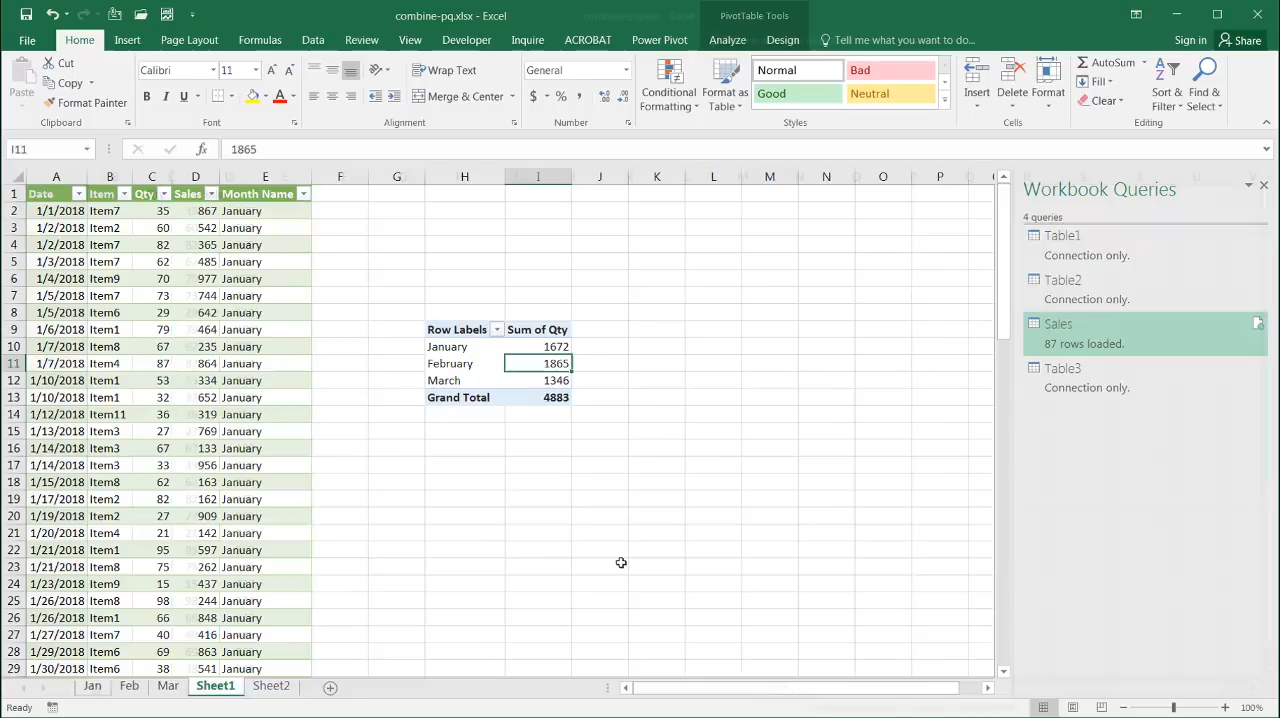 combine-pq.xlsx - Excel
PivotTable Tools
File Home Insert Page Layout Formulas Data Review View Developer Inquire ACROBAT Power Pivot Analyze Design Tell me what you want to do... Sign in Share
Paste
Cut
Copy
Format Painter
Clipboard
Calibri 11
B I U A
Font
Wrap Text
Merge & Center
Alignment
General
$ % ,
Number
Conditional Formatting
Format as Table
Normal Bad
Good Neutral
Styles
Insert Delete Format
Cells
AutoSum
Fill
Clear
Sort & Filter
Find & Select
Editing
I11 fx 1865
A B C D E F G H I J K L M N O P
1 Date Item Qty Sales Month Name
2 1/1/2018 Item7 35 867 January
3 1/2/2018 Item2 60 542 January
4 1/2/2018 Item7 82 365 January
5 1/3/2018 Item7 62 485 January
6 1/4/2018 Item9 70 977 January
7 1/5/2018 Item7 73 744 January
8 1/5/2018 Item6 29 642 January
9 1/6/2018 Item1 79 464 January Row Labels Sum of Qty
10 1/7/2018 Item8 67 235 January January 1672
11 1/7/2018 Item4 87 864 January February 1865
12 1/10/2018 Item1 53 334 January March 1346
13 1/10/2018 Item1 32 652 January Grand Total 4883
14 1/12/2018 Item11 36 319 January
15 1/13/2018 Item3 27 769 January
16 1/14/2018 Item3 67 133 January
17 1/14/2018 Item3 33 956 January
18 1/15/2018 Item8 62 163 January
19 1/17/2018 Item2 82 162 January
20 1/19/2018 Item2 27 909 January
21 1/20/2018 Item4 21 142 January
22 1/21/2018 Item1 95 597 January
23 1/21/2018 Item8 75 262 January
24 1/23/2018 Item9 15 437 January
25 1/26/2018 Item8 98 244 January
26 1/26/2018 Item1 66 848 January
27 1/27/2018 Item7 40 416 January
28 1/29/2018 Item6 69 863 January
29 1/30/2018 Item6 38 541 January
Workbook Queries
4 queries
Table1
Connection only.
Table2
Connection only.
Sales
87 rows loaded.
Table3
Connection only.
Jan Feb Mar Sheet1 Sheet2
Ready 100%